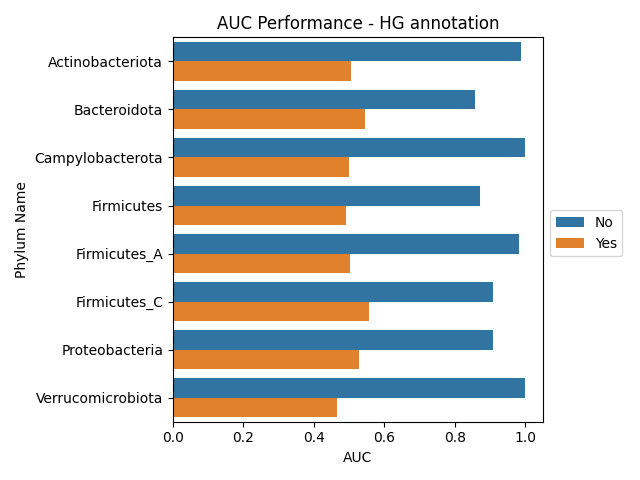 AUC Performance - HG annotation
Phylum Name
Actinobacteriota
Bacteroidota
Campylobacterota
Firmicutes
Firmicutes_A
Firmicutes_C
Proteobacteria
Verrucomicrobiota
No
Yes
0.0 0.2 0.4 0.6 0.8 1.0
AUC